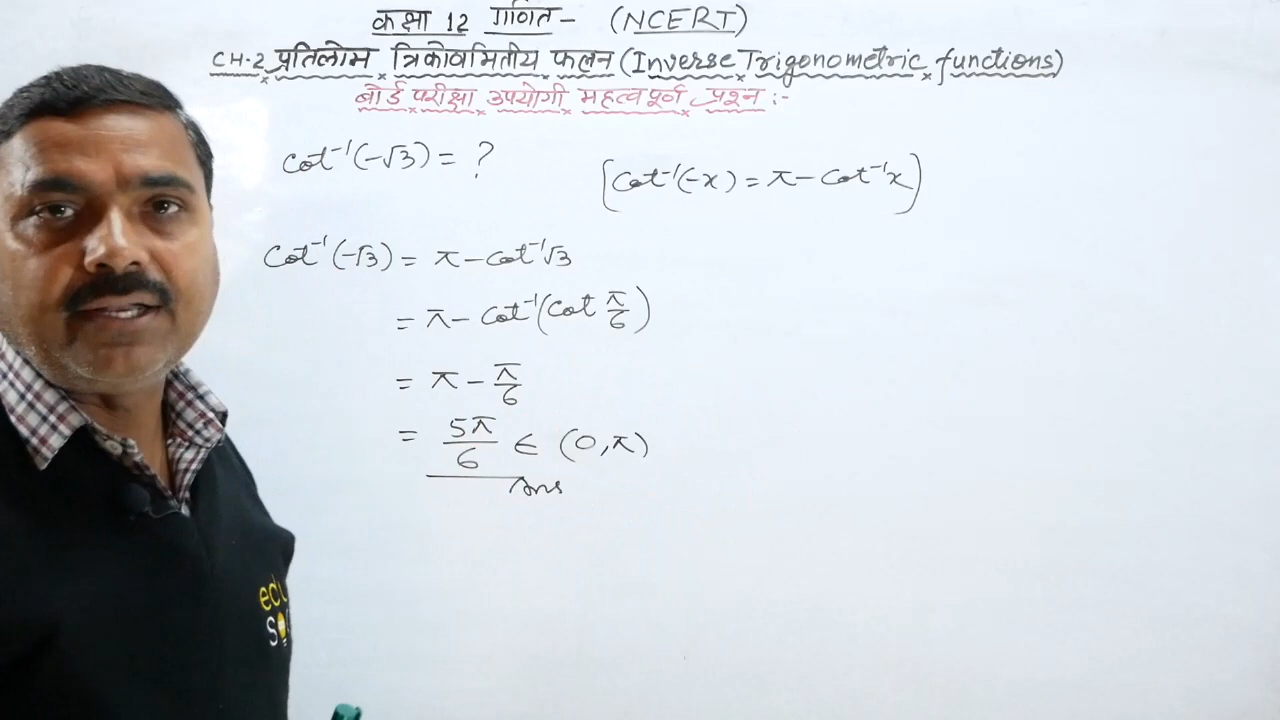 कक्षा 12 गणित- (NCERT)
CH-2 प्रतिलोम त्रिकोणमितीय फलन (Inverse Trigonometric functions)
बोर्ड परीक्षा उपयोगी महत्वपूर्ण प्रश्न :-
cot⁻¹(-√3) = ?
[cot⁻¹(-x) = π - cot⁻¹x]
cot⁻¹(-√3) = π - cot⁻¹√3
= π - cot⁻¹(cot π/6)
= π - π/6
= 5π/6 ∈ (0, π)
Ans